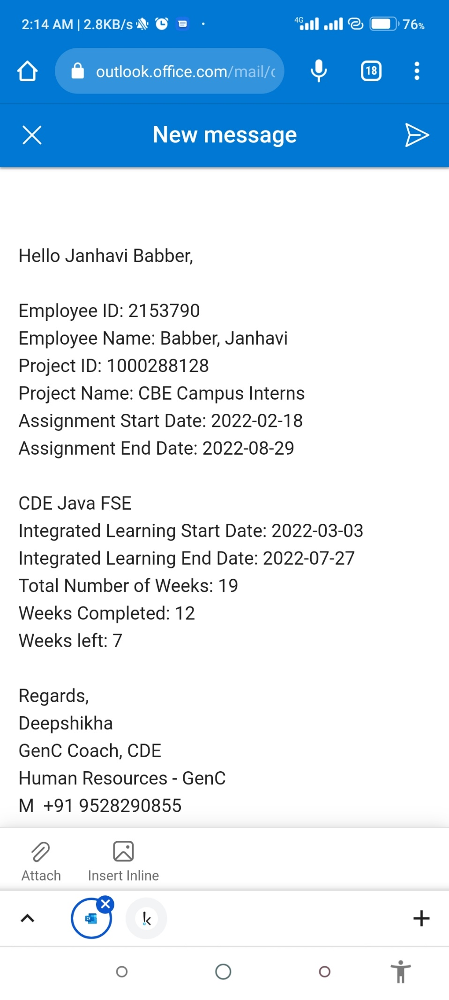 2:14 AM | 2.8KB/s 4G 76%
outlook.office.com/mail/ 18
New message
Hello Janhavi Babber,
Employee ID: 2153790
Employee Name: Babber, Janhavi
Project ID: 1000288128
Project Name: CBE Campus Interns
Assignment Start Date: 2022-02-18
Assignment End Date: 2022-08-29
CDE Java FSE
Integrated Learning Start Date: 2022-03-03
Integrated Learning End Date: 2022-07-27
Total Number of Weeks: 19
Weeks Completed: 12
Weeks left: 7
Regards,
Deepshikha
GenC Coach, CDE
Human Resources - GenC
M  +91 9528290855
Attach Insert Inline